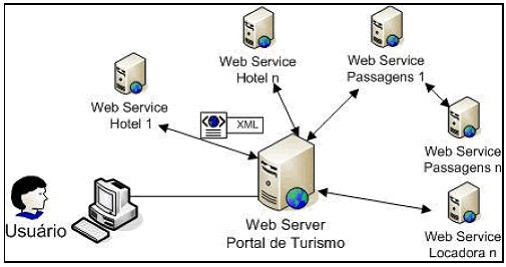 Web Service
Hotel n
Web Service
Passagens 1
Web Service
Hotel 1
XML
Web Service
Passagens n
Usuário
Web Server
Portal de Turismo
Web Service
Locadora n